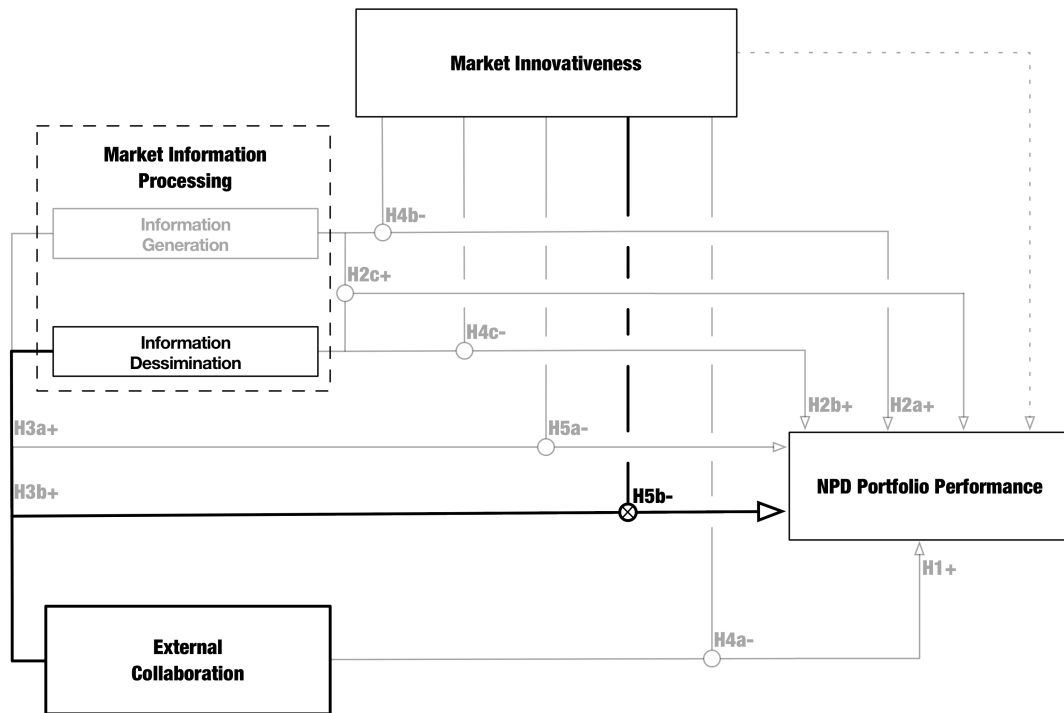 Market Innovativeness
Market Information
Processing
Information
Generation
H4b-
H2c+
Information
Dessimination
H4c-
H2b+
H2a+
H3a+
H5a-
H3b+
H5b-
NPD Portfolio Performance
H1+
External
Collaboration
H4a-